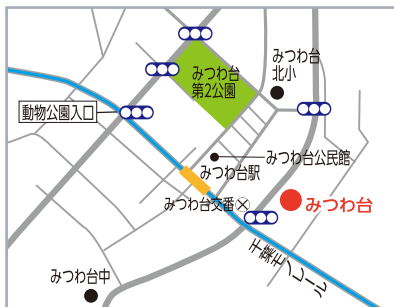 みつわ台
第2公園
みつわ台
北小
動物公園入口
みつわ台公民館
みつわ台駅
みつわ台交番
みつわ台
千葉モノレール
みつわ台中